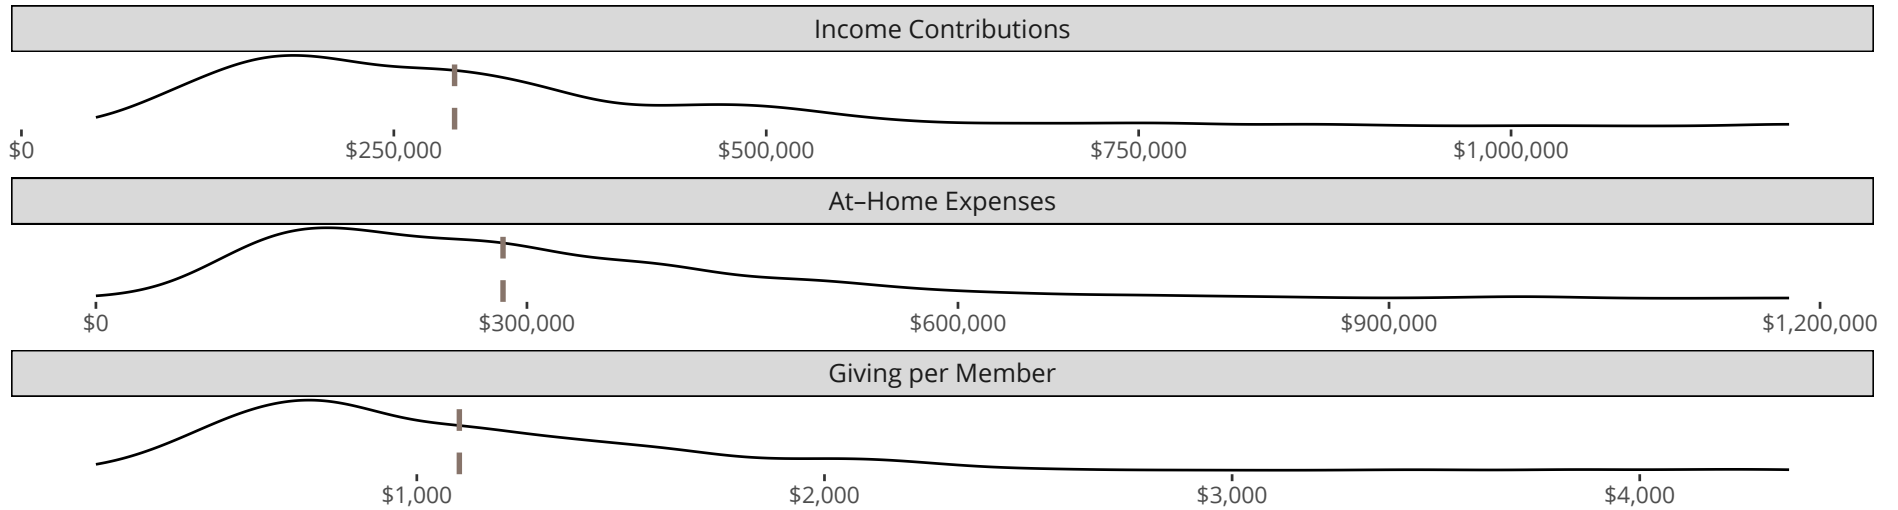 Income Contributions
$0 $250,000 $500,000 $750,000 $1,000,000
At–Home Expenses
$0 $300,000 $600,000 $900,000 $1,200,000
Giving per Member
$1,000 $2,000 $3,000 $4,000